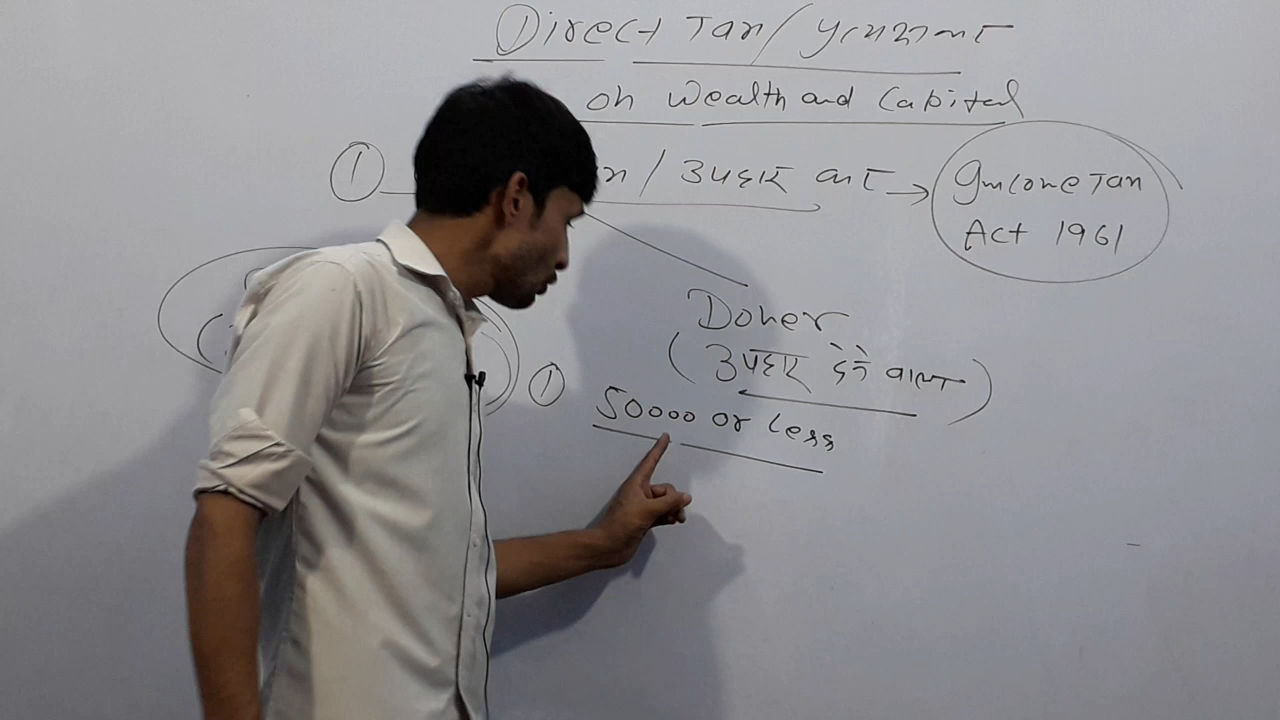 Direct Tax/प्रत्यक्ष कर
on Wealth and Capital
① x / उपहार कर → Income Tax
Act 1961
Doner
(उपहार देने वाला)
① 50000 or Less